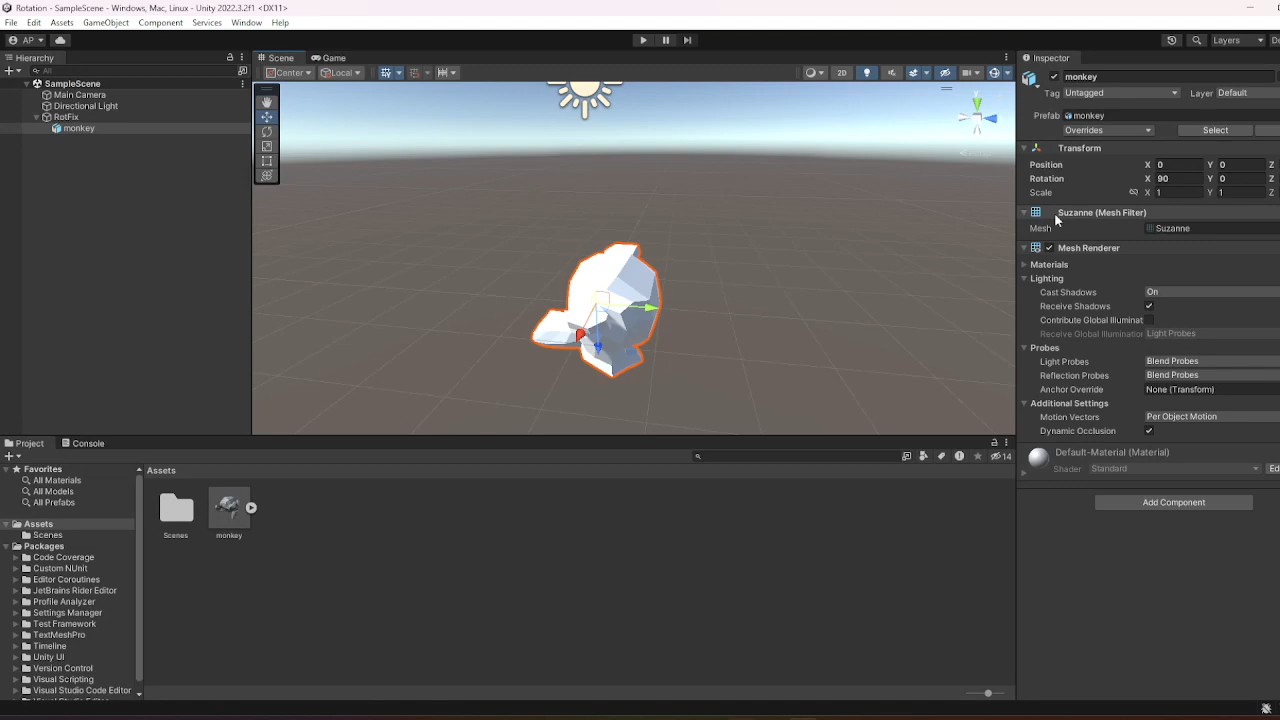 Rotation - SampleScene - Windows, Mac, Linux - Unity 2022.3.2f1 <DX11>
File Edit Assets GameObject Component Services Window Help
AP Layers De
Hierarchy
All
SampleScene
Main Camera
Directional Light
RotFix
monkey
Scene Game
Center Local 2D
Inspector
monkey
Tag Untagged Layer Default
Prefab monkey
Overrides Select
Transform
Position X 0 Y 0 Z
Rotation X 90 Y 0 Z
Scale X 1 Y 1 Z
Suzanne (Mesh Filter)
Mesh Suzanne
Mesh Renderer
Materials
Lighting
Cast Shadows On
Receive Shadows
Contribute Global Illuminat
Receive Global Illumination Light Probes
Probes
Light Probes Blend Probes
Reflection Probes Blend Probes
Anchor Override None (Transform)
Additional Settings
Motion Vectors Per Object Motion
Dynamic Occlusion
Default-Material (Material)
Shader Standard Ed
Add Component
Project Console
14
Favorites
All Materials
All Models
All Prefabs
Assets
Scenes
Packages
Code Coverage
Custom NUnit
Editor Coroutines
JetBrains Rider Editor
Profile Analyzer
Settings Manager
Test Framework
TextMeshPro
Timeline
Unity UI
Version Control
Visual Scripting
Visual Studio Code Editor
Assets
Scenes monkey